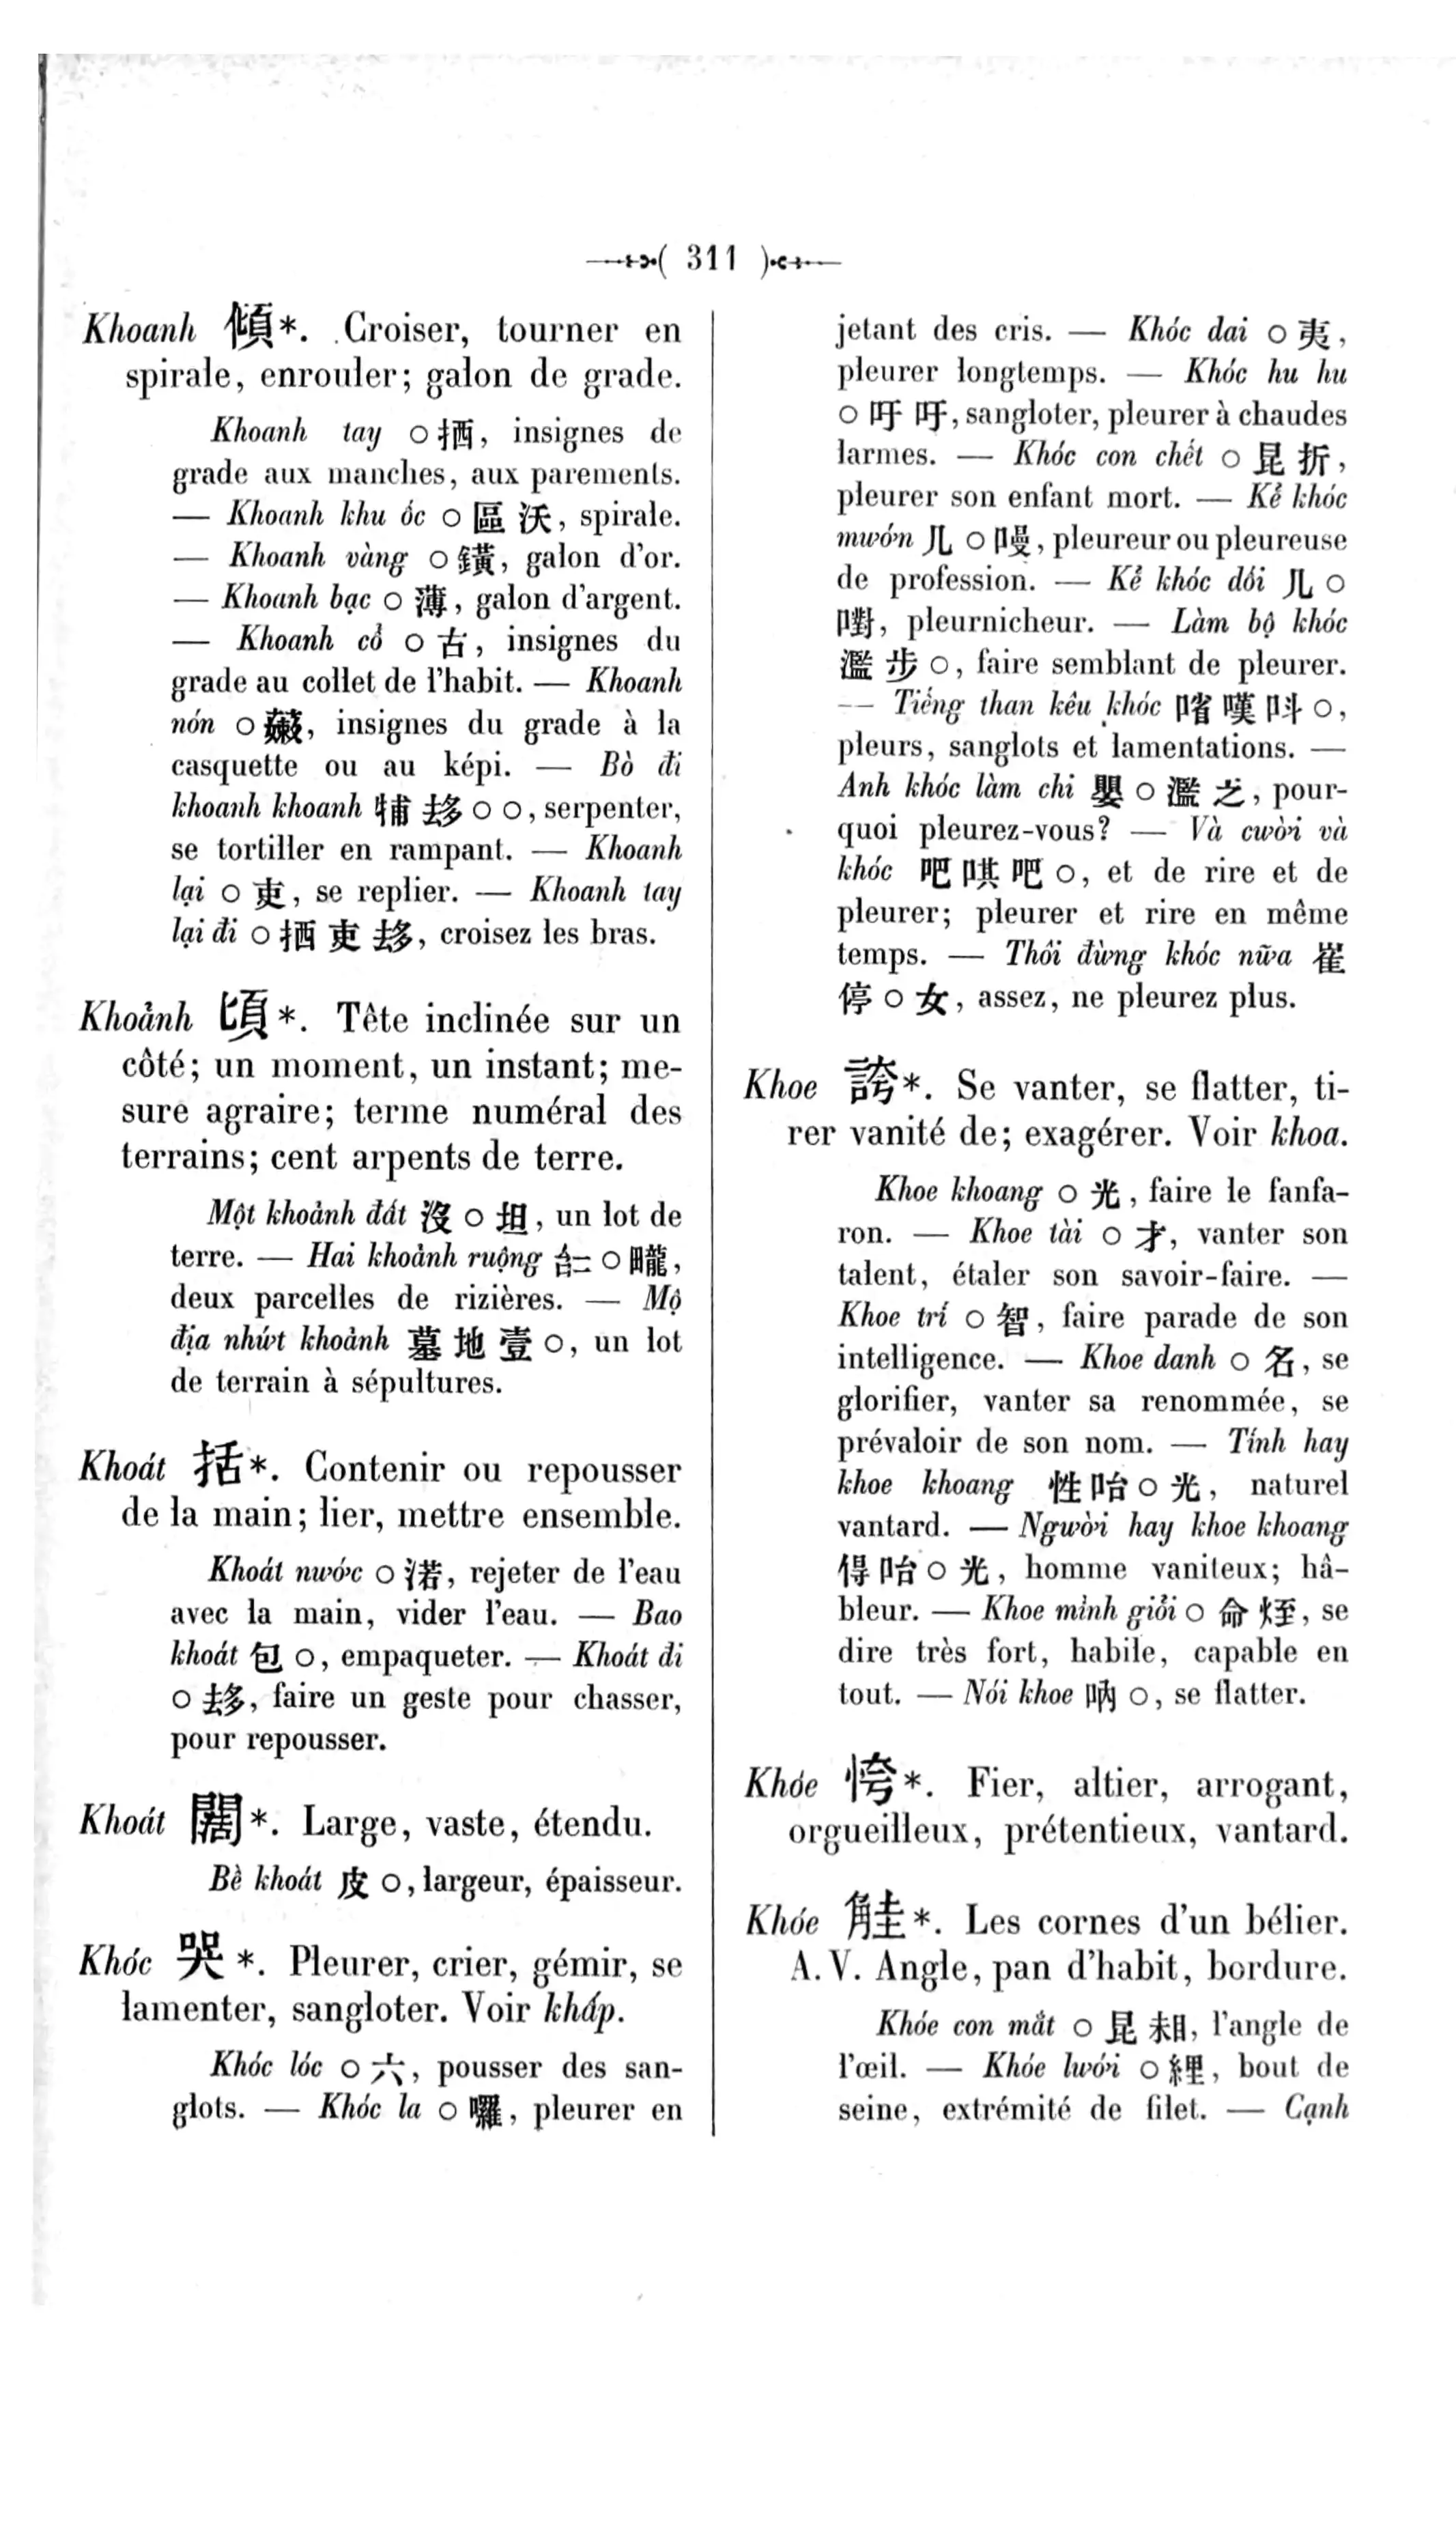 ( 311 )
Khoanh 傾*. Croiser, tourner en
spirale, enrouler; galon de grade.
Khoanh tay ○ 抪, insignes de
grade aux manches, aux parements.
— Khoanh khu ốc ○ 區 沃, spirale.
— Khoanh vàng ○ 鐄, galon d'or.
— Khoanh bạc ○ 薄, galon d'argent.
— Khoanh cổ ○ 古, insignes du
grade au collet de l'habit. — Khoanh
nón ○, insignes du grade à la
casquette ou au képi. — Bò đi
khoanh khoanh 㹀 𠫾 ○ ○, serpenter,
se tortiller en rampant. — Khoanh
lại ○ 吏, se replier. — Khoanh tay
lại đi ○ 拪 吏 𠫾, croisez les bras.
Khoảnh 頃*. Tête inclinée sur un
côté; un moment, un instant; me-
sure agraire; terme numéral des
terrains; cent arpents de terre.
Một khoảnh đất 沒 ○ 坦, un lot de
terre. — Hai khoảnh ruộng 𠄩 ○ 𪽞,
deux parcelles de rizières. — Mộ
địa nhứt khoảnh 墓 地 壹 ○, un lot
de terrain à sépultures.
Khoát 括*. Contenir ou repousser
de la main; lier, mettre ensemble.
Khoát nước ○ 渃, rejeter de l'eau
avec la main, vider l'eau. — Bao
khoát 包 ○, empaqueter. — Khoát đi
○ 𠫾, faire un geste pour chasser,
pour repousser.
Khoát 闊*. Large, vaste, étendu.
Bề khoát 皮 ○, largeur, épaisseur.
Khóc 哭*. Pleurer, crier, gémir, se
lamenter, sangloter. Voir khấp.
Khóc lóc ○ 六, pousser des san-
glots. — Khóc la ○ 囉, pleurer en
jetant des cris. — Khóc dai ○ 夷,
pleurer longtemps. — Khóc hu hu
○ 吁 吁, sangloter, pleurer à chaudes
larmes. — Khóc con chết ○ 昆 折,
pleurer son enfant mort. — Kẻ khóc
mướn 几 ○ 嘪, pleureur ou pleureuse
de profession. — Kẻ khóc dối 几 ○
嚉, pleurnicheur. — Làm bộ khóc
濫 步 ○, faire semblant de pleurer.
— Tiếng than kêu khóc 㗂 嘆 呌 ○,
pleurs, sanglots et lamentations. —
Anh khóc làm chi 嬰 ○ 濫 之, pour-
quoi pleurez-vous? — Và cười và
khóc 吧 唭 吧 ○, et de rire et de
pleurer; pleurer et rire en même
temps. — Thôi đừng khóc nữa 崔
停 ○ 女, assez, ne pleurez plus.
Khoe 誇*. Se vanter, se flatter, ti-
rer vanité de; exagérer. Voir khoa.
Khoe khoang ○ 光, faire le fanfa-
ron. — Khoe tài ○ 才, vanter son
talent, étaler son savoir-faire. —
Khoe trí ○ 智, faire parade de son
intelligence. — Khoe danh ○ 名, se
glorifier, vanter sa renommée, se
prévaloir de son nom. — Tính hay
khoe khoang 性 咍 ○ 光, naturel
vantard. — Người hay khoe khoang
得 咍 ○ 光, homme vaniteux; hâ-
bleur. — Khoe mình giỏi ○ 命 烓, se
dire très fort, habile, capable en
tout. — Nói khoe 吶 ○, se flatter.
Khóe 恗*. Fier, altier, arrogant,
orgueilleux, prétentieux, vantard.
Khóe 觟*. Les cornes d'un bélier.
A. V. Angle, pan d'habit, bordure.
Khóe con mắt ○ 昆 眜, l'angle de
l'œil. — Khóe lưới ○ 縺, bout de
seine, extrémité de filet. — Cạnh